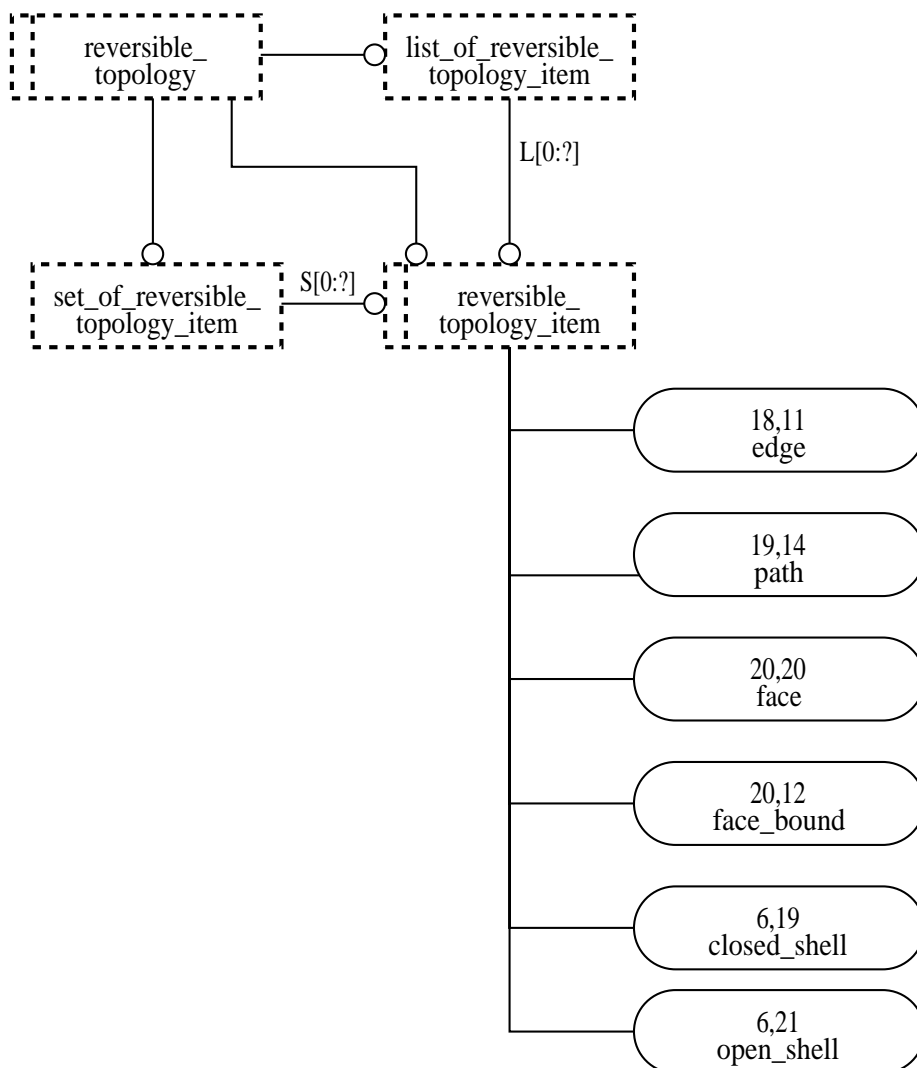 reversible_
topology
list_of_reversible_
topology_item
L[0:?]
set_of_reversible_
topology_item
S[0:?]
reversible_
topology_item
18,11
edge
19,14
path
20,20
face
20,12
face_bound
6,19
closed_shell
6,21
open_shell